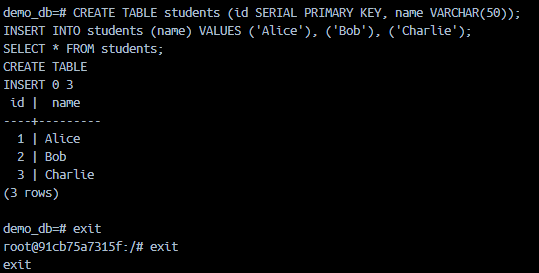 demo_db=# CREATE TABLE students (id SERIAL PRIMARY KEY, name VARCHAR(50));
INSERT INTO students (name) VALUES ('Alice'), ('Bob'), ('Charlie');
SELECT * FROM students;
CREATE TABLE
INSERT 0 3
 id |  name
----+---------
  1 | Alice
  2 | Bob
  3 | Charlie
(3 rows)

demo_db=# exit
root@91cb75a7315f:/# exit
exit